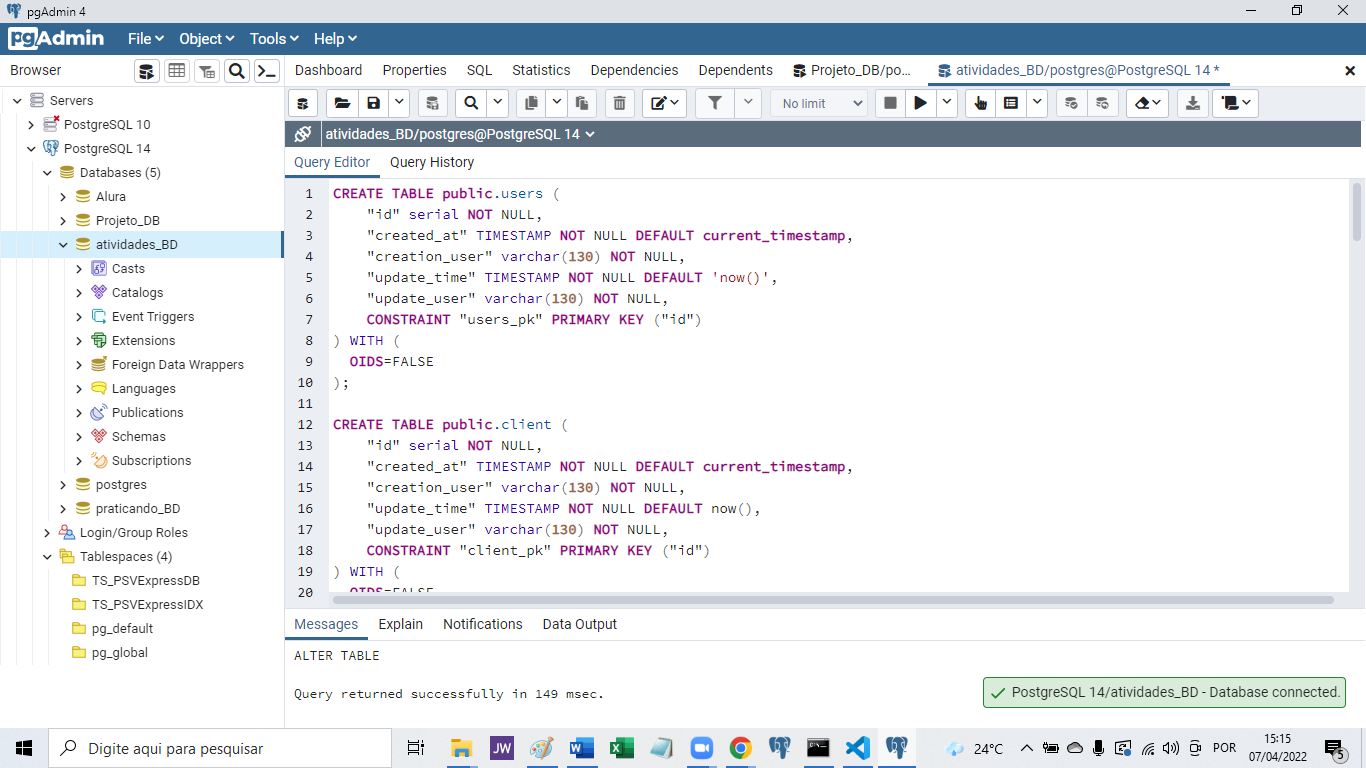 pgAdmin 4
pgAdmin File Object Tools Help
Browser
Dashboard Properties SQL Statistics Dependencies Dependents Projeto_DB/po... atividades_BD/postgres@PostgreSQL 14 *
No limit
atividades_BD/postgres@PostgreSQL 14
Query Editor Query History
Servers
PostgreSQL 10
PostgreSQL 14
Databases (5)
Alura
Projeto_DB
atividades_BD
Casts
Catalogs
Event Triggers
Extensions
Foreign Data Wrappers
Languages
Publications
Schemas
Subscriptions
postgres
praticando_BD
Login/Group Roles
Tablespaces (4)
TS_PSVExpressDB
TS_PSVExpressIDX
pg_default
pg_global
1 CREATE TABLE public.users (
2 "id" serial NOT NULL,
3 "created_at" TIMESTAMP NOT NULL DEFAULT current_timestamp,
4 "creation_user" varchar(130) NOT NULL,
5 "update_time" TIMESTAMP NOT NULL DEFAULT 'now()',
6 "update_user" varchar(130) NOT NULL,
7 CONSTRAINT "users_pk" PRIMARY KEY ("id")
8 ) WITH (
9 OIDS=FALSE
10 );
11
12 CREATE TABLE public.client (
13 "id" serial NOT NULL,
14 "created_at" TIMESTAMP NOT NULL DEFAULT current_timestamp,
15 "creation_user" varchar(130) NOT NULL,
16 "update_time" TIMESTAMP NOT NULL DEFAULT now(),
17 "update_user" varchar(130) NOT NULL,
18 CONSTRAINT "client_pk" PRIMARY KEY ("id")
19 ) WITH (
20 OIDS=FALSE
Messages Explain Notifications Data Output
ALTER TABLE
Query returned successfully in 149 msec.
PostgreSQL 14/atividades_BD - Database connected.
Digite aqui para pesquisar
JW
24°C
POR
15:15
07/04/2022
5